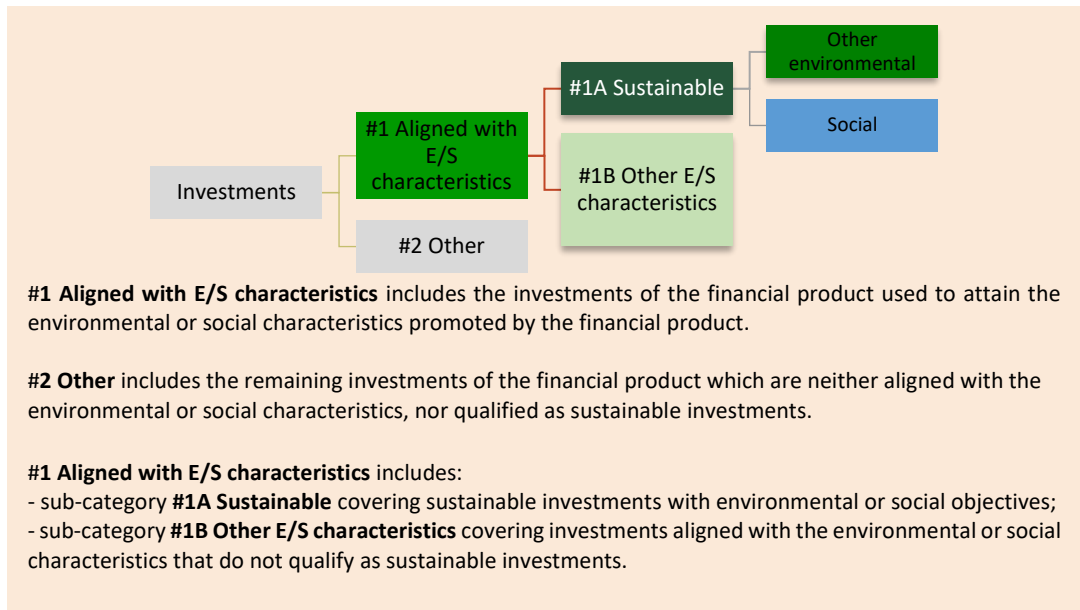 Other
environmental
#1A Sustainable
Social
#1 Aligned with
E/S
characteristics
#1B Other E/S
characteristics
Investments
#2 Other
#1 Aligned with E/S characteristics includes the investments of the financial product used to attain the
environmental or social characteristics promoted by the financial product.
#2 Other includes the remaining investments of the financial product which are neither aligned with the
environmental or social characteristics, nor qualified as sustainable investments.
#1 Aligned with E/S characteristics includes:
- sub-category #1A Sustainable covering sustainable investments with environmental or social objectives;
- sub-category #1B Other E/S characteristics covering investments aligned with the environmental or social
characteristics that do not qualify as sustainable investments.